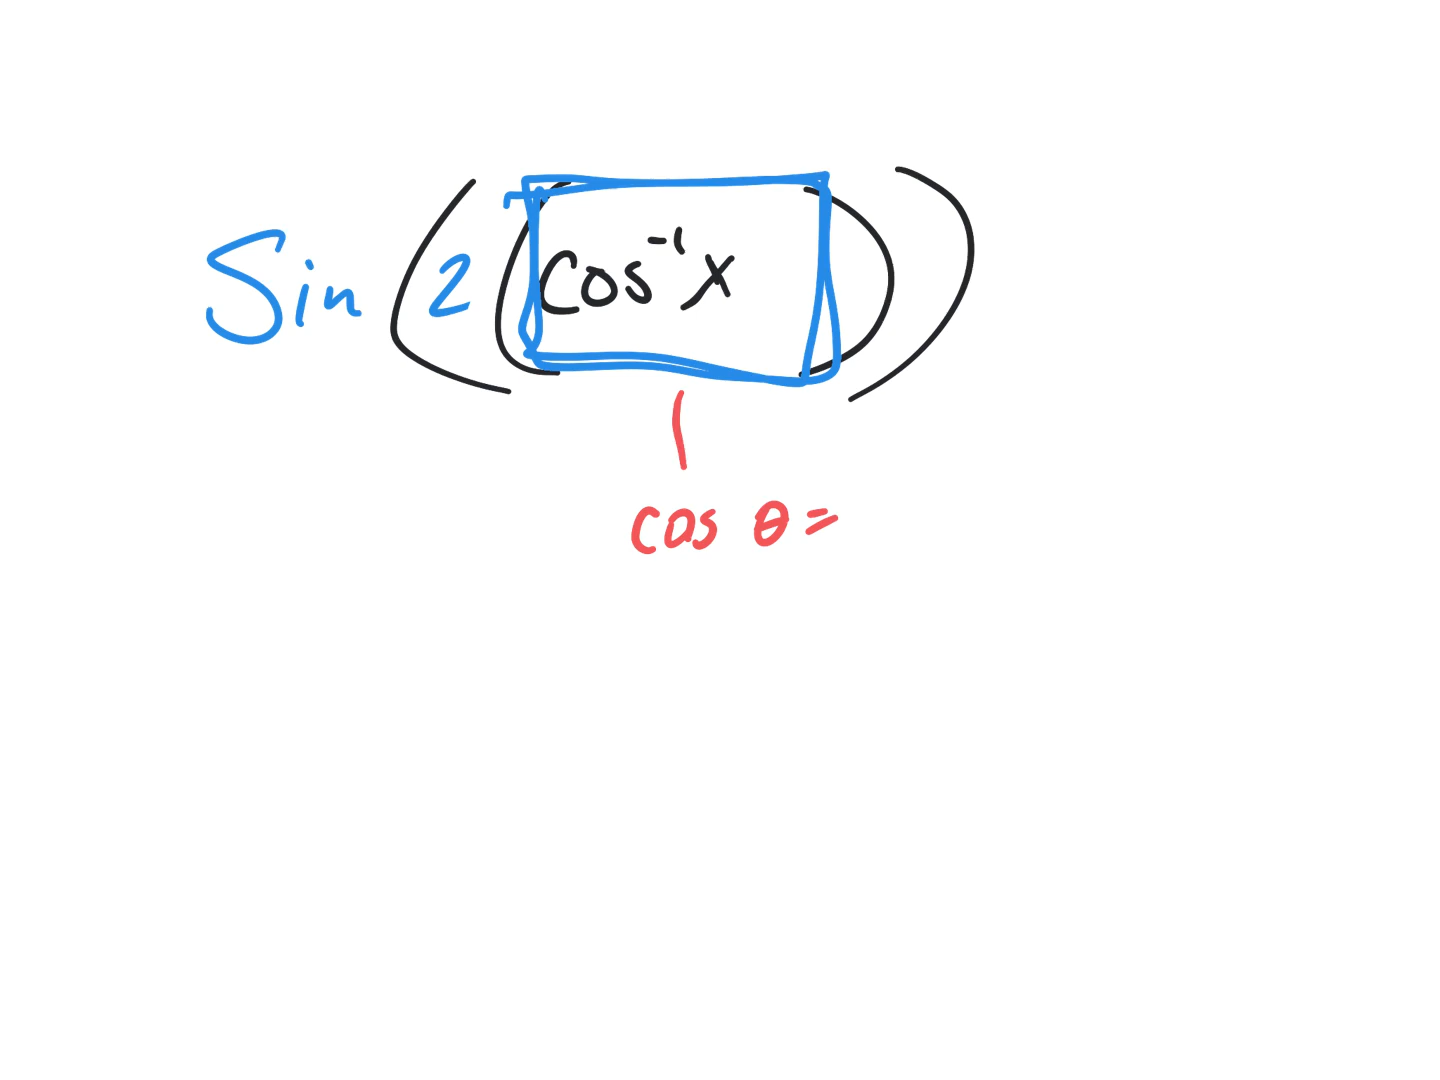 Sin (2 (cos⁻¹x))
cos θ =